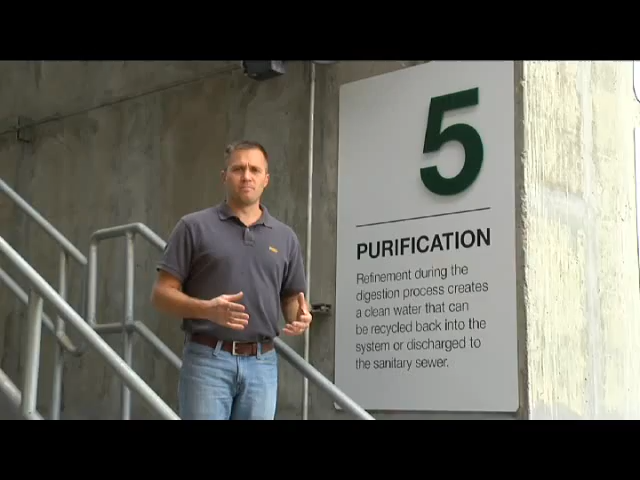 5
PURIFICATION
Refinement during the
digestion process creates
a clean water that can
be recycled back into the
system or discharged to
the sanitary sewer.